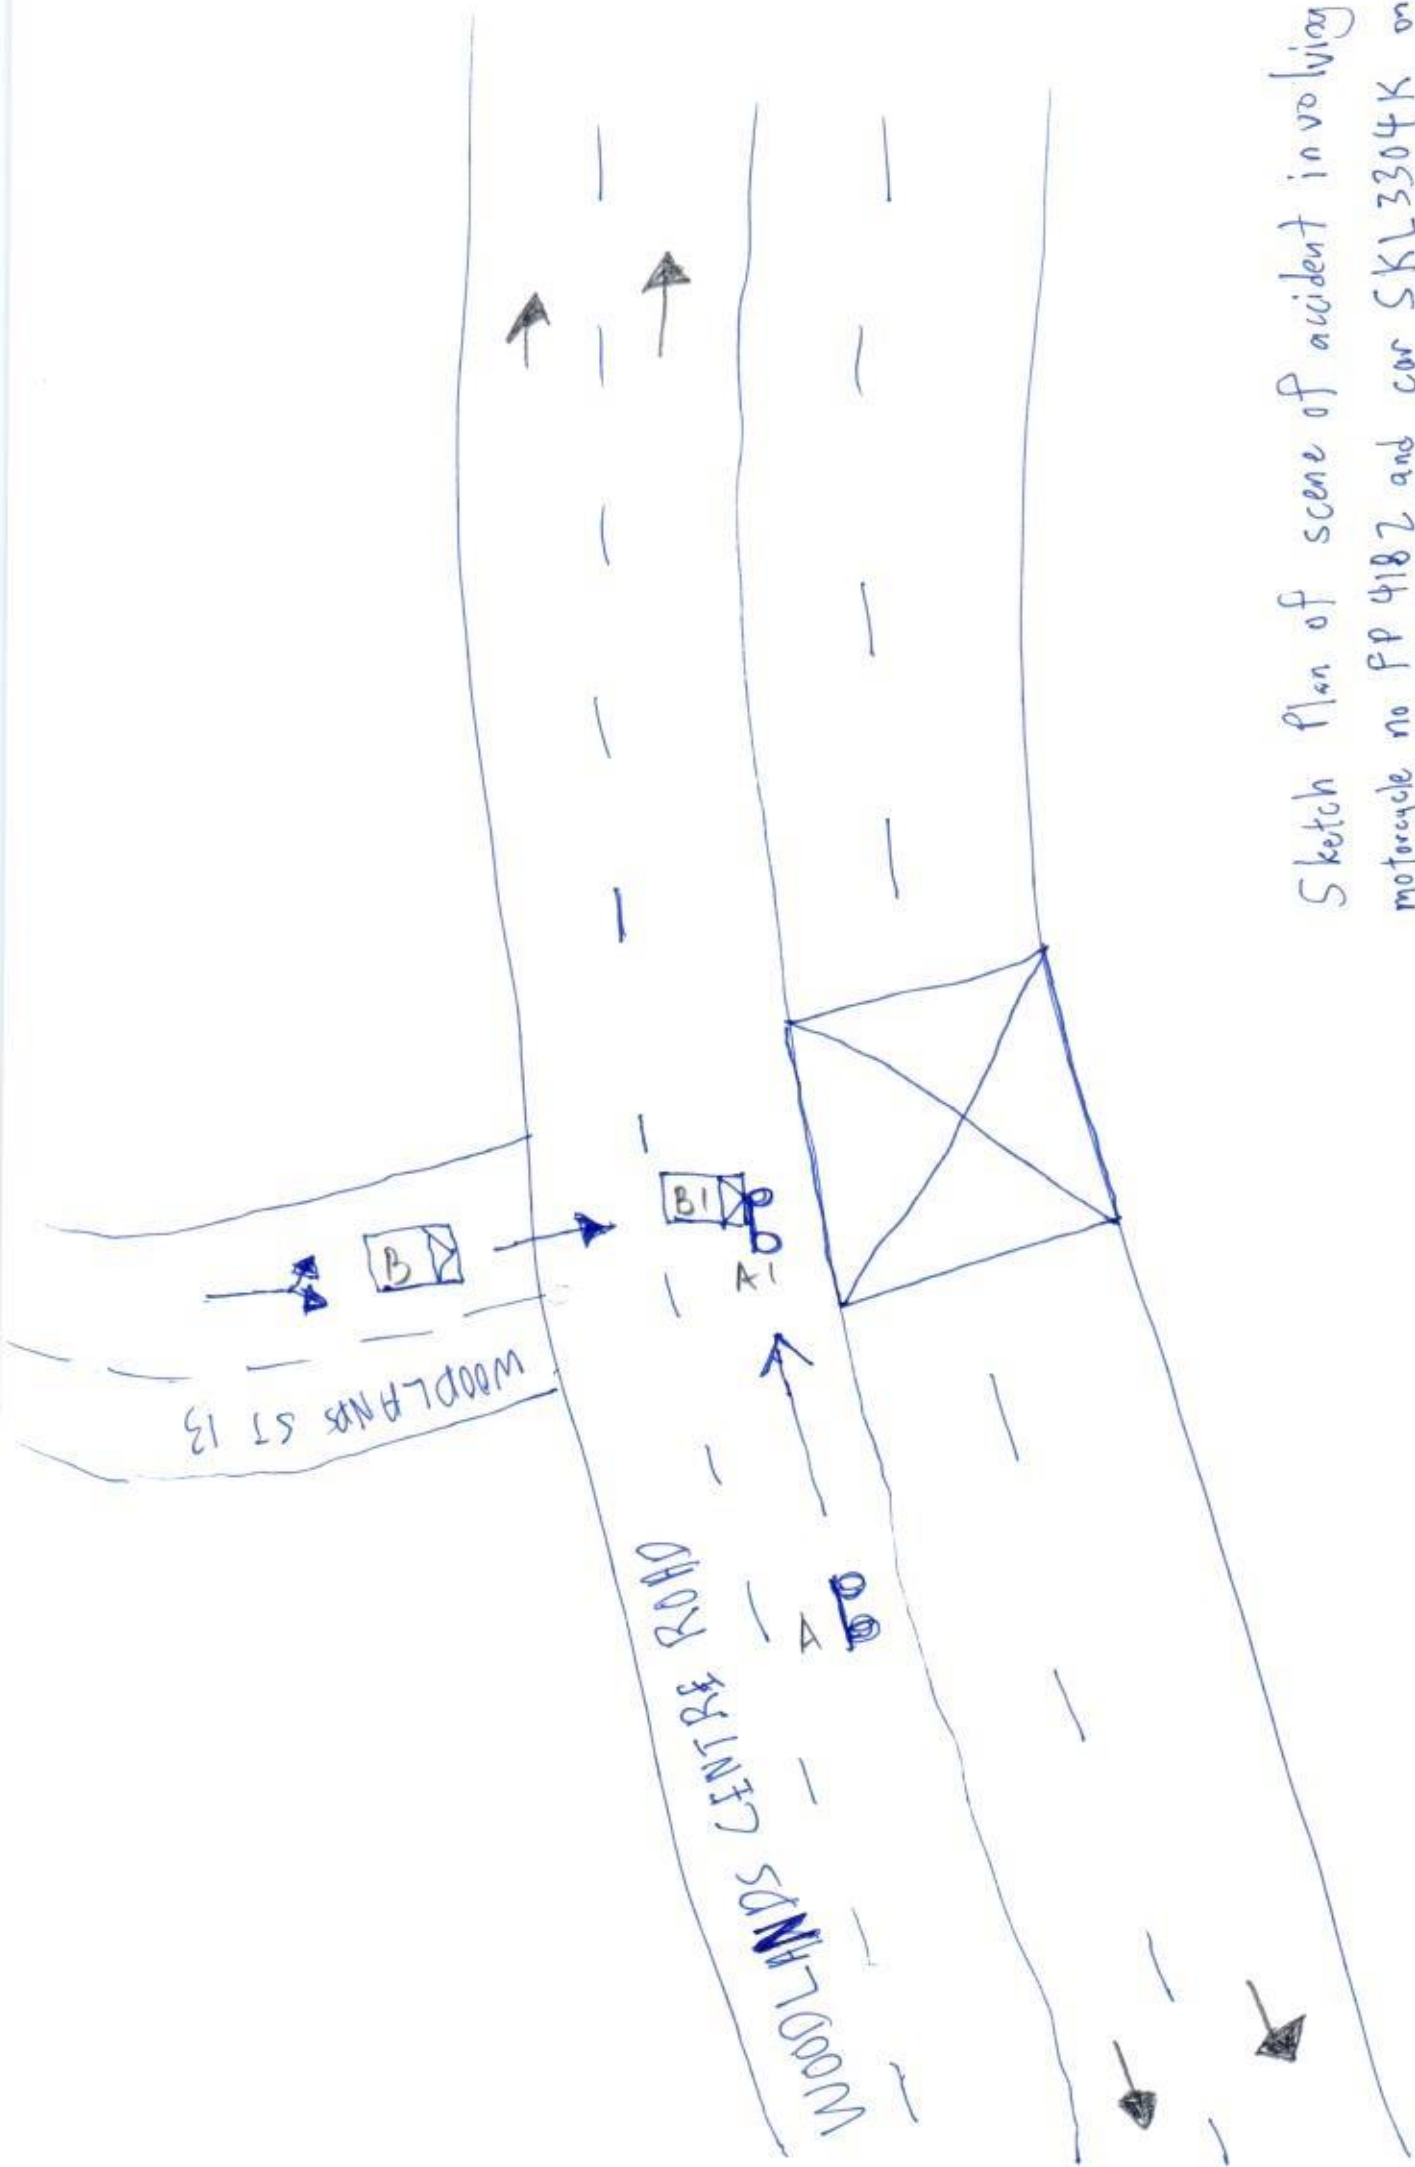 WOODLANDS ST 13
B
B1
A1
A
WOODLANDS CENTRE ROAD
Sketch Plan of scene of accident involving
motorcycle no FP 4182 and car SKL3304K on